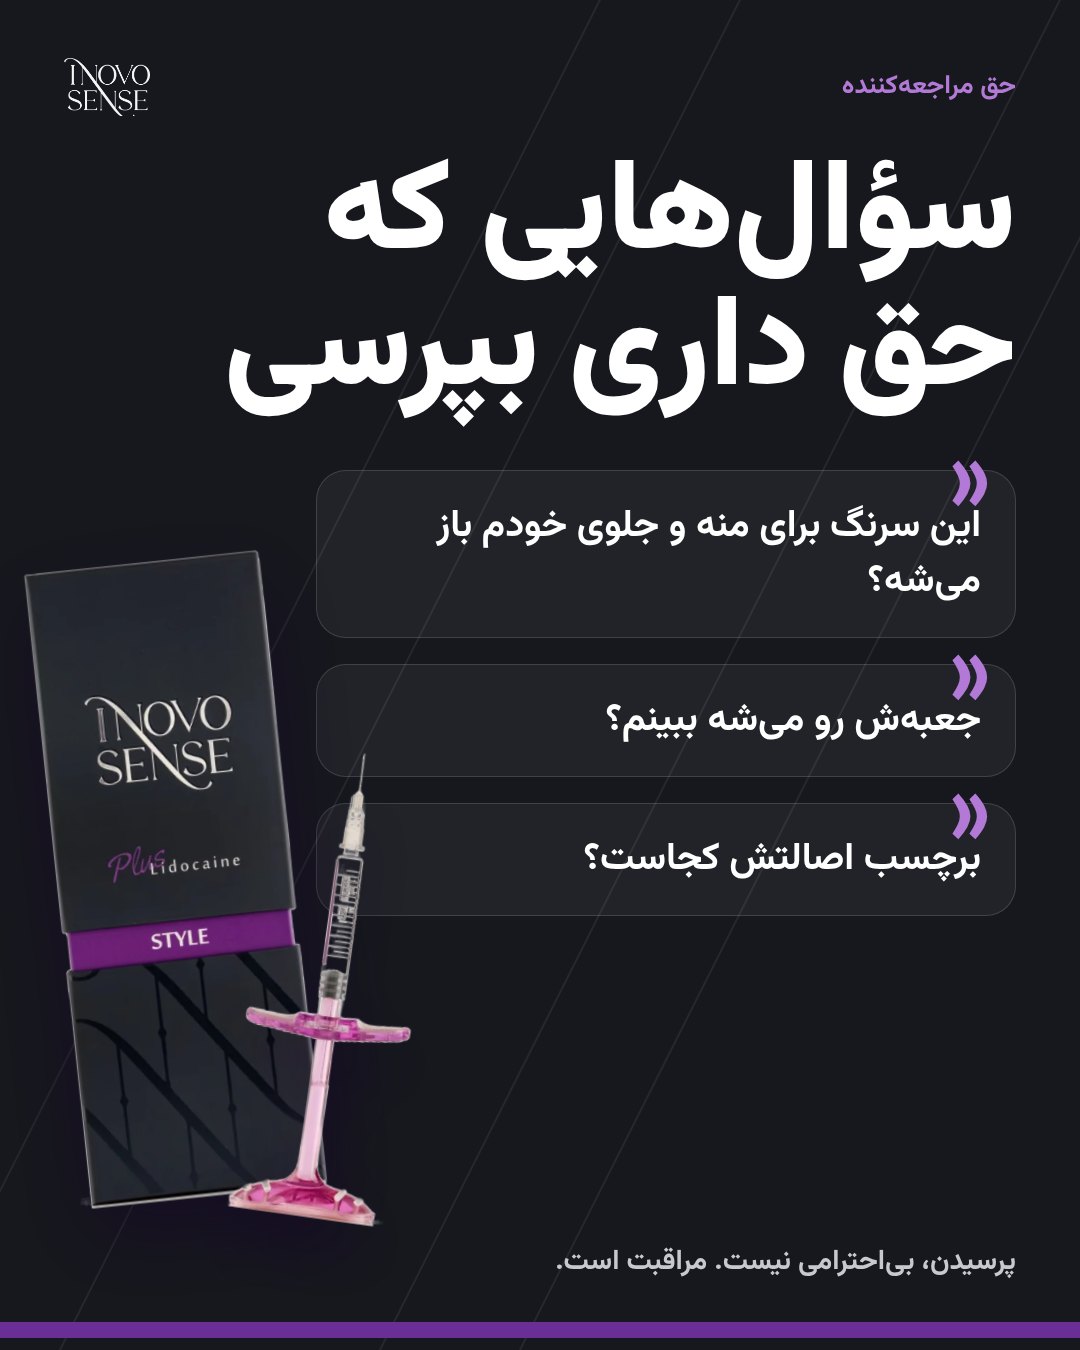 حق مراجعه‌کننده
INOVO
SENSE
سؤال‌هایی که
حق داری بپرسی
«
این سرنگ برای منه و جلوی خودم باز
می‌شه؟
«
جعبه‌ش رو می‌شه ببینم؟
«
برچسب اصالتش کجاست؟
INOVO
SENSE
Plus Lidocaine
STYLE
پرسیدن، بی‌احترامی نیست. مراقبت است.